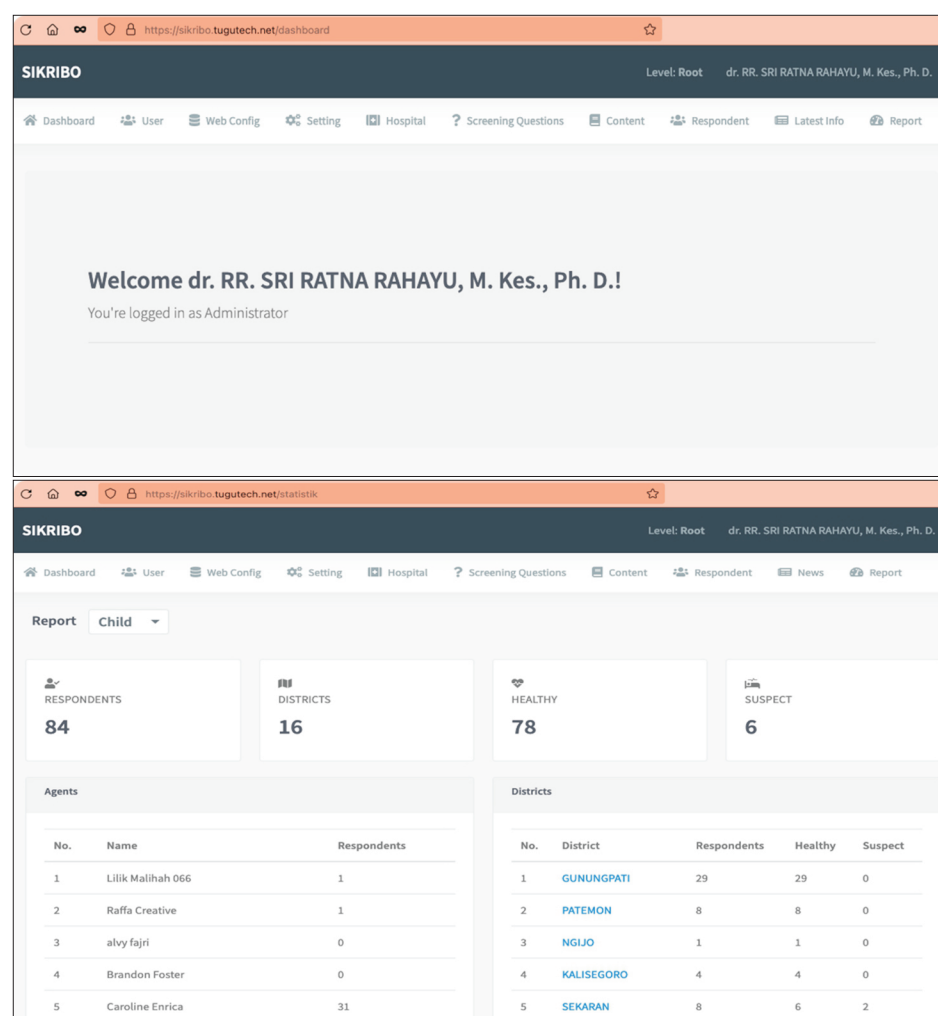 https://sikribo.tugutech.net/dashboard
SIKRIBO Level: Root dr. RR. SRI RATNA RAHAYU, M. Kes., Ph. D.
Dashboard User Web Config Setting Hospital Screening Questions Content Respondent Latest Info Report
Welcome dr. RR. SRI RATNA RAHAYU, M. Kes., Ph. D.!
You're logged in as Administrator
https://sikribo.tugutech.net/statistik
SIKRIBO Level: Root dr. RR. SRI RATNA RAHAYU, M. Kes., Ph. D.
Dashboard User Web Config Setting Hospital Screening Questions Content Respondent News Report
Report Child
RESPONDENTS DISTRICTS HEALTHY SUSPECT
84 16 78 6
Agents Districts
No. Name Respondents No. District Respondents Healthy Suspect
1 Lilik Malihah 066 1 1 GUNUNGPATI 29 29 0
2 Raffa Creative 1 2 PATEMON 8 8 0
3 alvy fajri 0 3 NGIJO 1 1 0
4 Brandon Foster 0 4 KALISEGORO 4 4 0
5 Caroline Enrica 31 5 SEKARAN 8 6 2